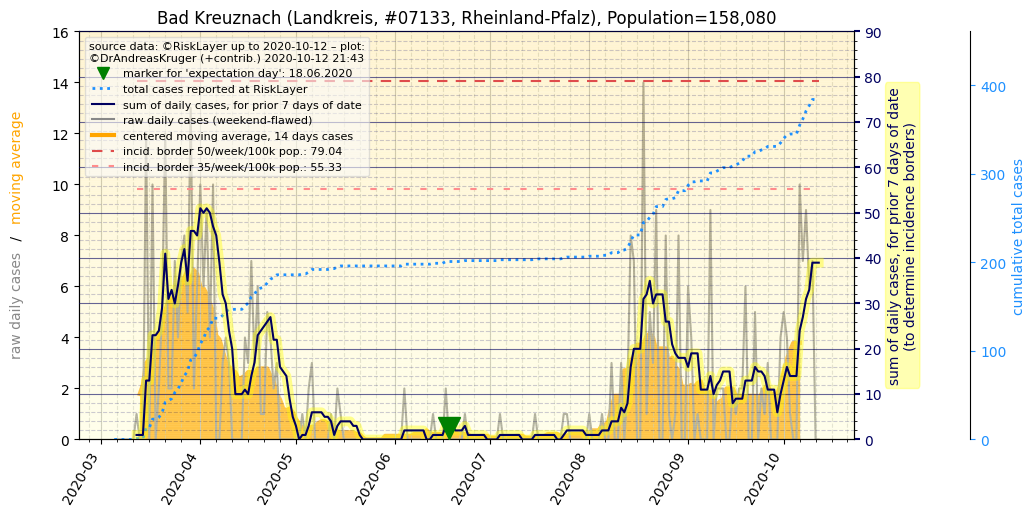 Bad Kreuznach (Landkreis, #07133, Rheinland-Pfalz), Population=158,080
source data: ©RiskLayer up to 2020-10-12 – plot:
©DrAndreasKruger (+contrib.) 2020-10-12 21:43
marker for 'expectation day': 18.06.2020
total cases reported at RiskLayer
sum of daily cases, for prior 7 days of date
raw daily cases (weekend-flawed)
centered moving average, 14 days cases
incid. border 50/week/100k pop.: 79.04
incid. border 35/week/100k pop.: 55.33
raw daily cases / moving average
16
14
12
10
8
6
4
2
0
2020-03
2020-04
2020-05
2020-06
2020-07
2020-08
2020-09
2020-10
90
80
70
60
50
40
30
20
10
0
sum of daily cases, for prior 7 days of date
(to determine incidence borders)
400
300
200
100
0
cumulative total cases